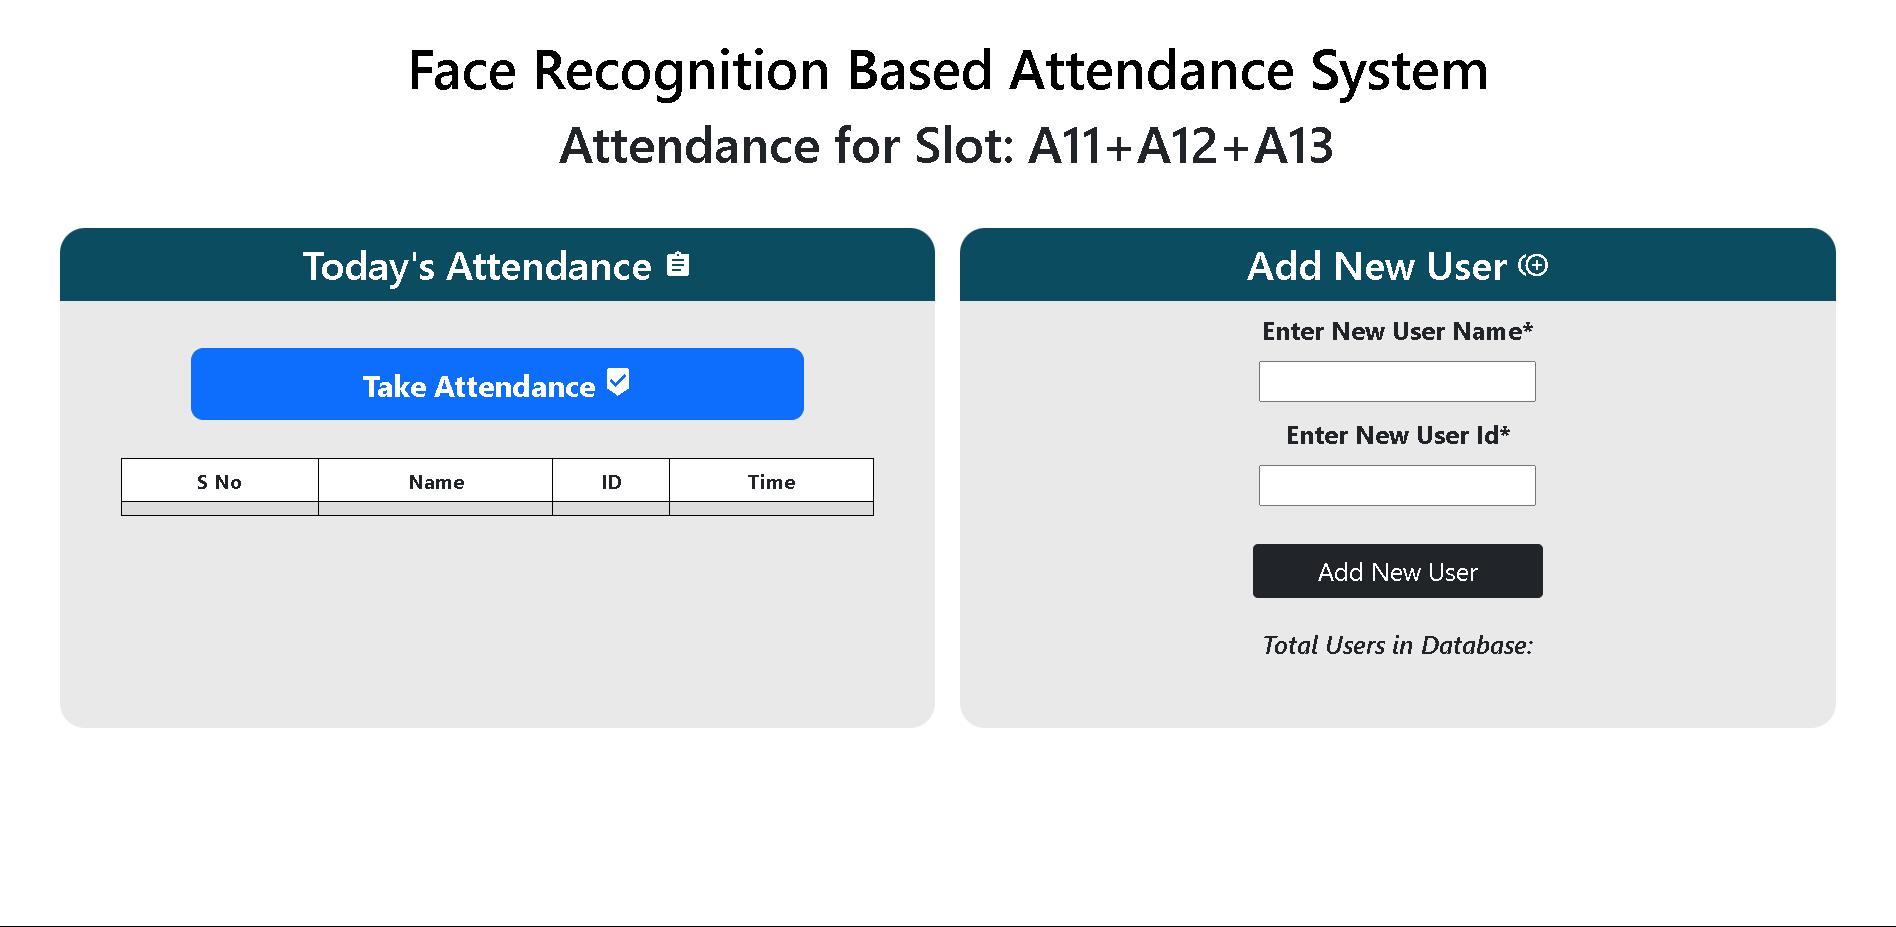 Face Recognition Based Attendance System
Attendance for Slot: A11+A12+A13
Today's Attendance
Take Attendance
S No Name ID Time
Add New User
Enter New User Name*
Enter New User Id*
Add New User
Total Users in Database: